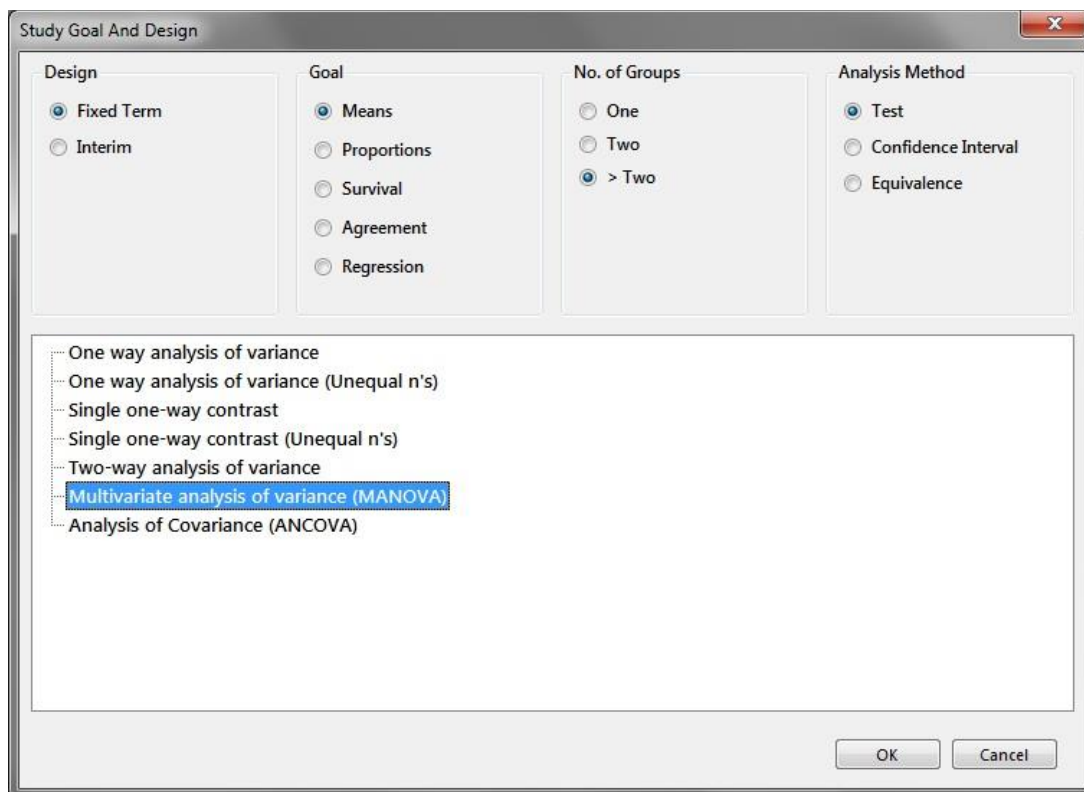 Study Goal And Design
Design
Fixed Term
Interim
Goal
Means
Proportions
Survival
Agreement
Regression
No. of Groups
One
Two
> Two
Analysis Method
Test
Confidence Interval
Equivalence
One way analysis of variance
One way analysis of variance (Unequal n's)
Single one-way contrast
Single one-way contrast (Unequal n's)
Two-way analysis of variance
Multivariate analysis of variance (MANOVA)
Analysis of Covariance (ANCOVA)
OK
Cancel